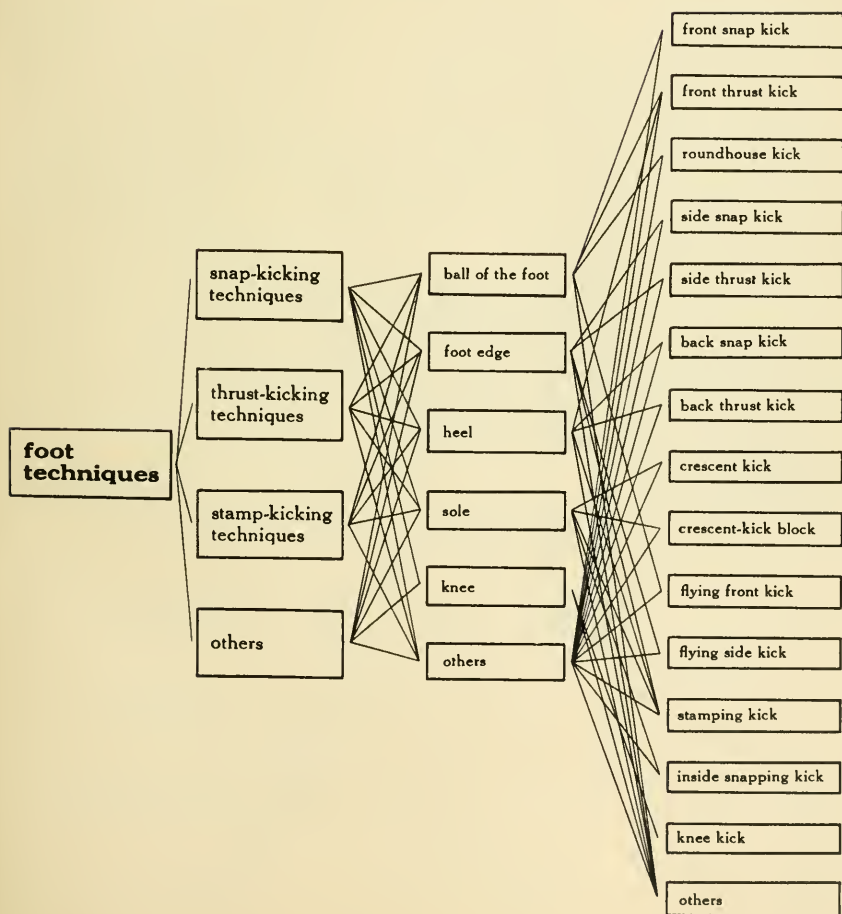 foot
techniques
snap-kicking
techniques
thrust-kicking
techniques
stamp-kicking
techniques
others
ball of the foot
foot edge
heel
sole
knee
others
front snap kick
front thrust kick
roundhouse kick
side snap kick
side thrust kick
back snap kick
back thrust kick
crescent kick
crescent-kick block
flying front kick
flying side kick
stamping kick
inside snapping kick
knee kick
others